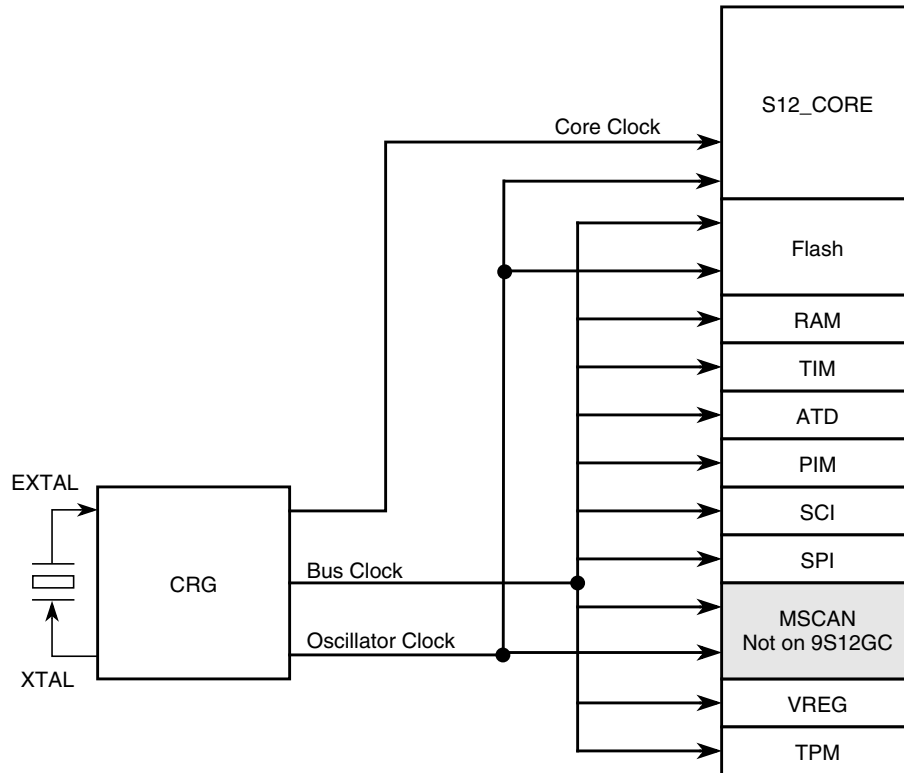 S12_CORE
Core Clock
Flash
RAM
TIM
ATD
PIM
EXTAL
SCI
SPI
Bus Clock
CRG
MSCAN
Not on 9S12GC
Oscillator Clock
XTAL
VREG
TPM